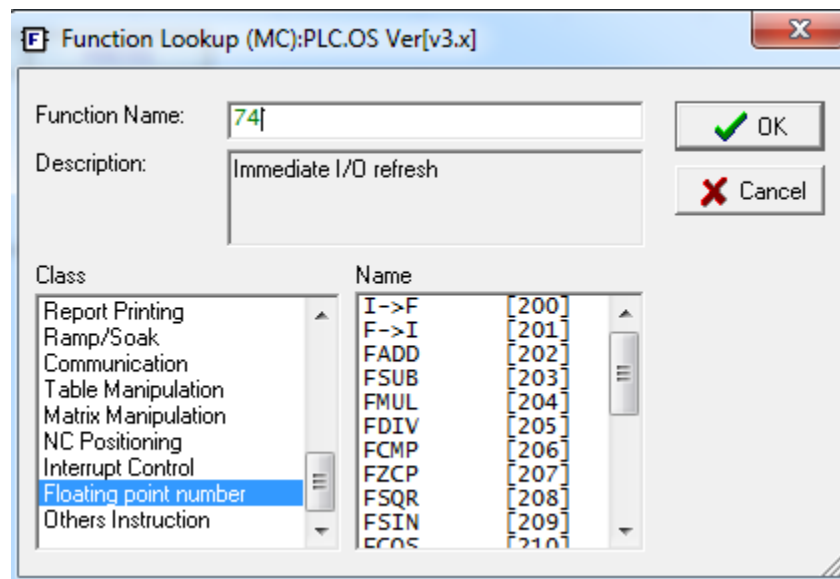 Function Lookup (MC):PLC.OS Ver[v3.x]
Function Name:
74
OK
Description:
Immediate I/O refresh
Cancel
Class
Report Printing
Ramp/Soak
Communication
Table Manipulation
Matrix Manipulation
NC Positioning
Interrupt Control
Floating point number
Others Instruction
Name
I->F [200]
F->I [201]
FADD [202]
FSUB [203]
FMUL [204]
FDIV [205]
FCMP [206]
FZCP [207]
FSQR [208]
FSIN [209]
FCOS [210]